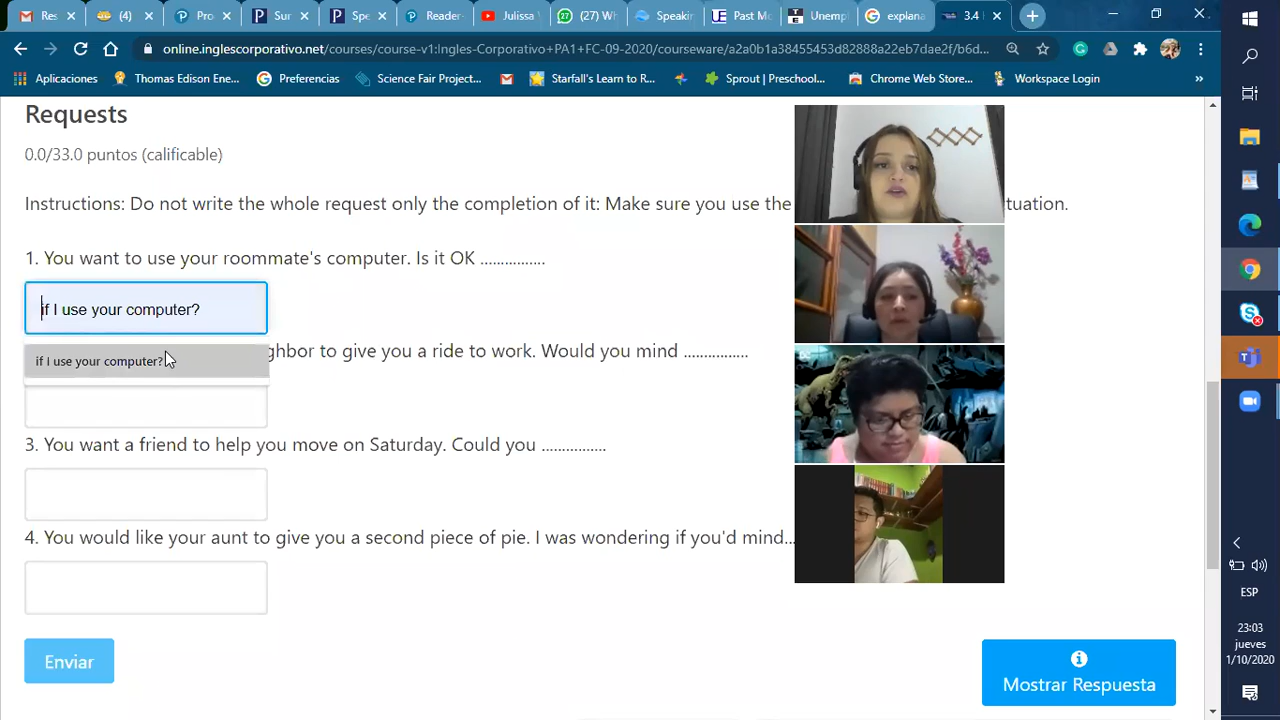 Res
(4)
Pro
Sur
Spe
Reader-
Julissa V
(27) W
Speakin
Past Mo
Unemp
explana
3.4
online.inglescorporativo.net/courses/course-v1:Ingles-Corporativo+PA1+FC-09-2020/courseware/a2a0b1a38455453d82888a22eb7dae2f/b6d...
Aplicaciones
Thomas Edison Ene...
Preferencias
Science Fair Project...
Starfall's Learn to R...
Sprout | Preschool...
Chrome Web Store...
Workspace Login
»
Requests
0.0/33.0 puntos (calificable)
Instructions: Do not write the whole request only the completion of it: Make sure you use the tuation.
1. You want to use your roommate's computer. Is it OK ...............
if I use your computer?
if I use your computer?
ghbor to give you a ride to work. Would you mind ...............
3. You want a friend to help you move on Saturday. Could you ...............
4. You would like your aunt to give you a second piece of pie. I was wondering if you'd mind...
Enviar
Mostrar Respuesta
ESP
23:03
jueves
1/10/2020